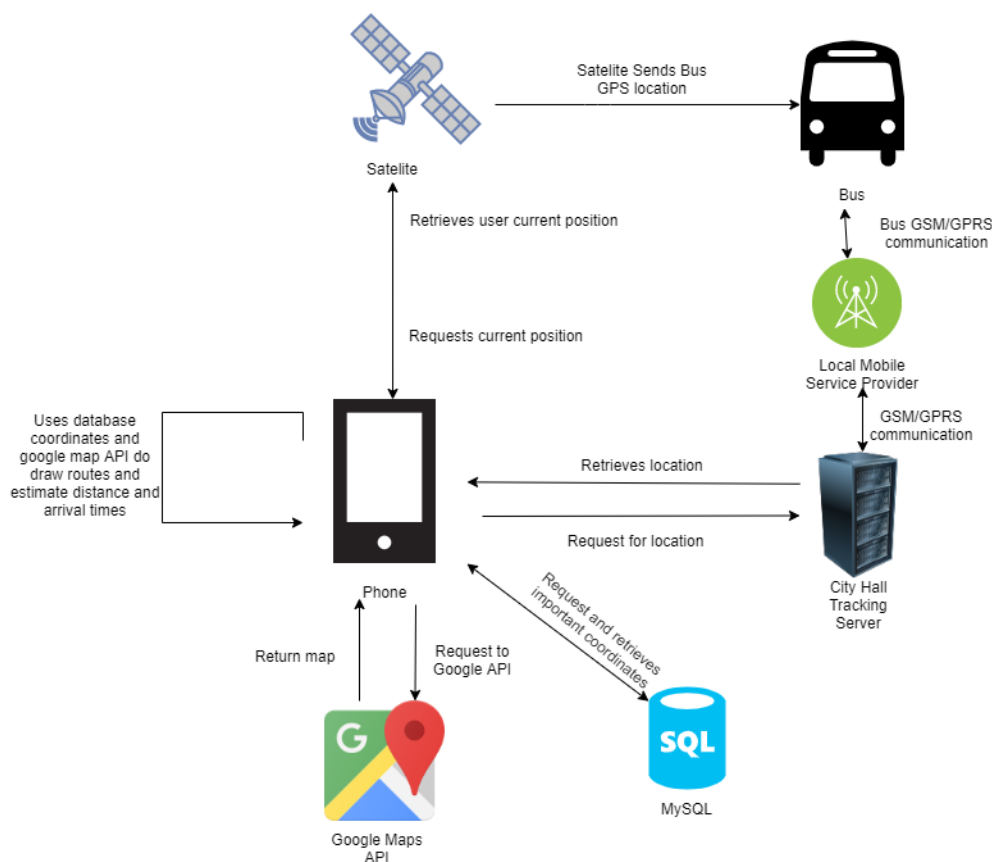 Satelite Sends Bus
GPS location
Satelite
Bus
Retrieves user current position
Bus GSM/GPRS
communication
Requests current position
Local Mobile
Service Provider
GSM/GPRS
communication
Uses database
coordinates and
google map API do
draw routes and
estimate distance and
arrival times
Retrieves location
Request for location
Phone
City Hall
Tracking
Server
Request and retrieves
important coordinates
Return map
Request to
Google API
G
SQL
MySQL
Google Maps
API